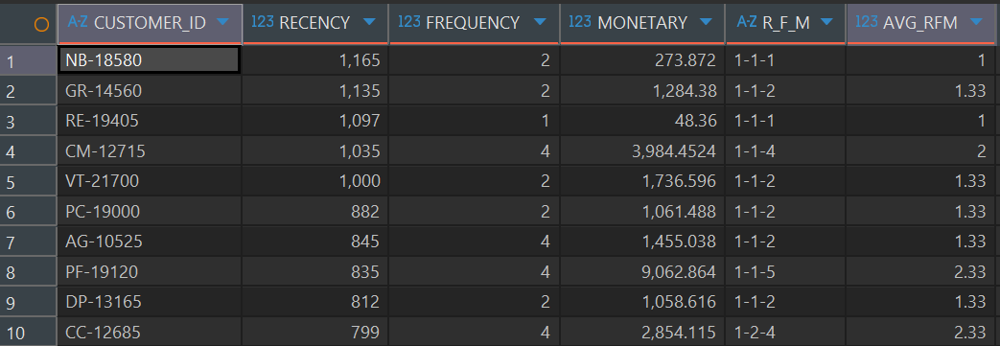 A-Z CUSTOMER_ID 123 RECENCY 123 FREQUENCY 123 MONETARY A-Z R_F_M 123 AVG_RFM
1 NB-18580 1,165 2 273.872 1-1-1 1
2 GR-14560 1,135 2 1,284.38 1-1-2 1.33
3 RE-19405 1,097 1 48.36 1-1-1 1
4 CM-12715 1,035 4 3,984.4524 1-1-4 2
5 VT-21700 1,000 2 1,736.596 1-1-2 1.33
6 PC-19000 882 2 1,061.488 1-1-2 1.33
7 AG-10525 845 4 1,455.038 1-1-2 1.33
8 PF-19120 835 4 9,062.864 1-1-5 2.33
9 DP-13165 812 2 1,058.616 1-1-2 1.33
10 CC-12685 799 4 2,854.115 1-2-4 2.33